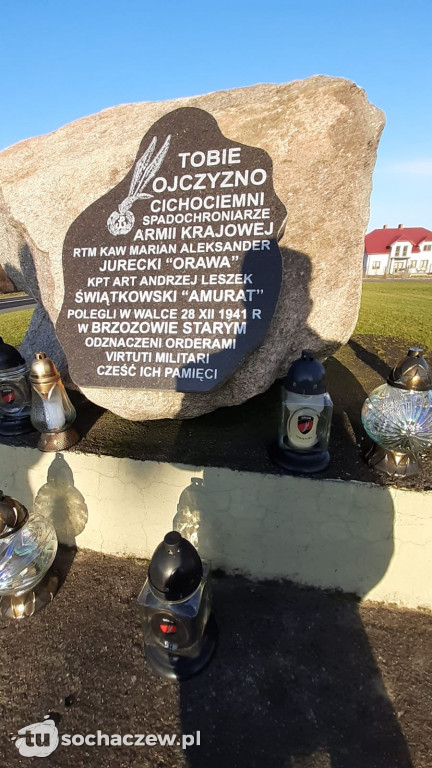 TOBIE
OJCZYZNO
CICHOCIEMNI
SPADOCHRONIARZE
ARMII KRAJOWEJ
RTM KAW MARIAN ALEKSANDER
JURECKI "ORAWA"
KPT ART ANDRZEJ LESZEK
ŚWIĄTKOWSKI "AMURAT"
POLEGLI W WALCE 28 XII 1941 R
W BRZOZOWIE STARYM
ODZNACZENI ORDERAMI
VIRTUTI MILITARI
CZEŚĆ ICH PAMIĘCI
tu sochaczew.pl